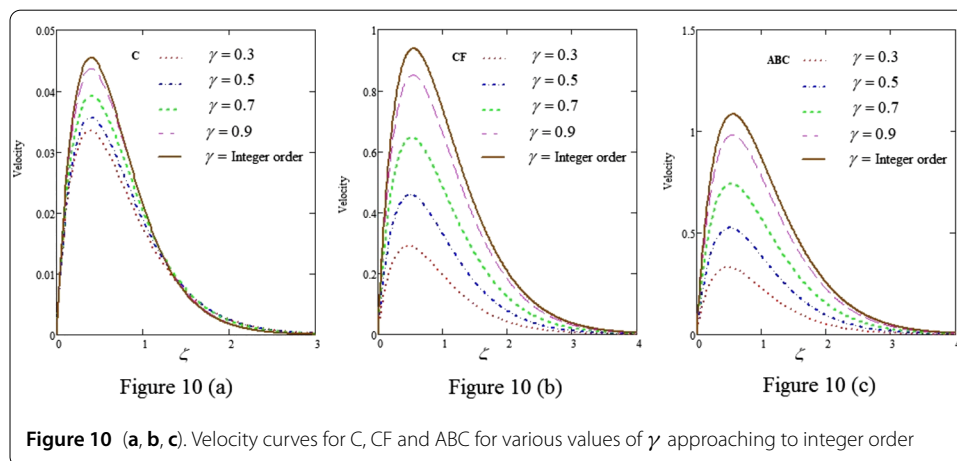 C
γ = 0.3
γ = 0.5
γ = 0.7
γ = 0.9
γ = Integer order
0.05
0.04
0.03
0.02
0.01
0
Velocity
0 1 2 3
ζ
Figure 10 (a)
CF
γ = 0.3
γ = 0.5
γ = 0.7
γ = 0.9
γ = Integer order
1
0.8
0.6
0.4
0.2
0
Velocity
0 1 2 3 4
ζ
Figure 10 (b)
ABC
γ = 0.3
γ = 0.5
γ = 0.7
γ = 0.9
γ = Integer order
1.5
1
0.5
0
Velocity
0 1 2 3 4
ζ
Figure 10 (c)
Figure 10 (a, b, c). Velocity curves for C, CF and ABC for various values of γ approaching to integer order